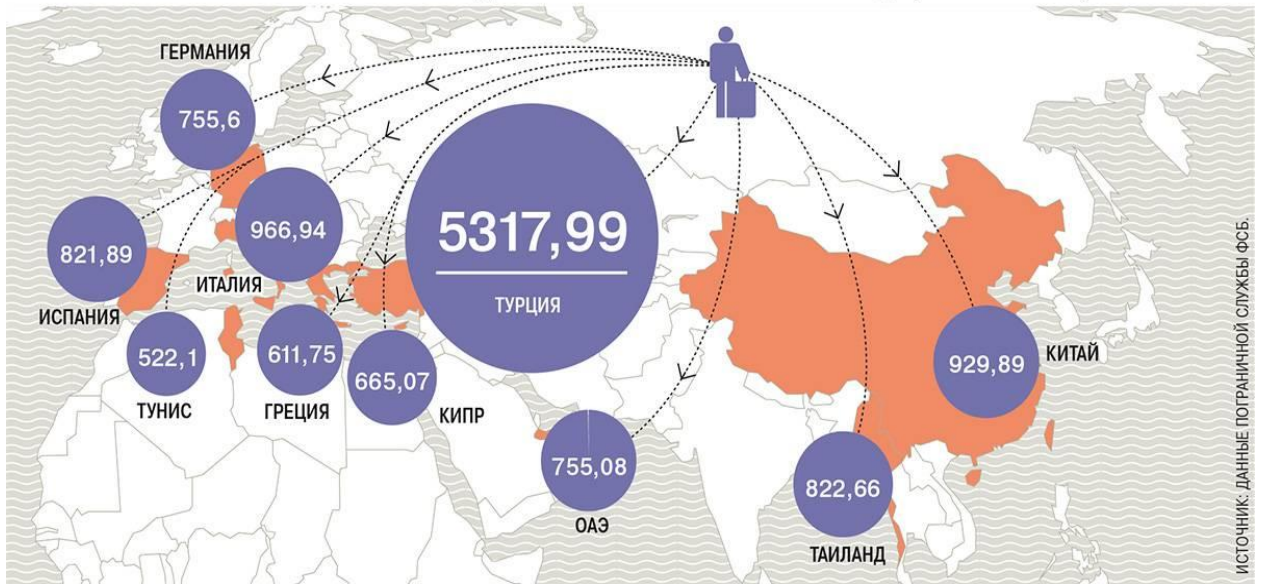 ГЕРМАНИЯ
755,6
966,94
ИТАЛИЯ
821,89
ИСПАНИЯ
522,1
ТУНИС
611,75
ГРЕЦИЯ
665,07
КИПР
5317,99
ТУРЦИЯ
755,08
ОАЭ
822,66
ТАИЛАНД
929,89
КИТАЙ
ИСТОЧНИК: ДАННЫЕ ПОГРАНИЧНОЙ СЛУЖБЫ ФСБ.